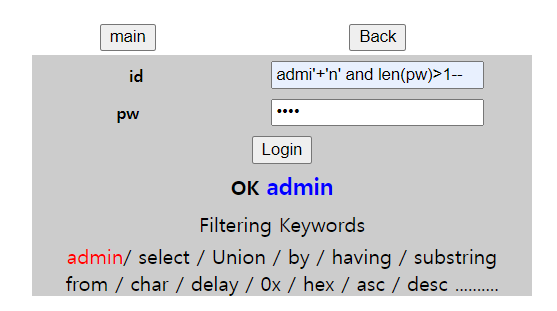 main Back
id admi'+'n' and len(pw)>1--
pw ••••
Login
OK admin
Filtering Keywords
admin/ select / Union / by / having / substring
from / char / delay / 0x / hex / asc / desc ..........